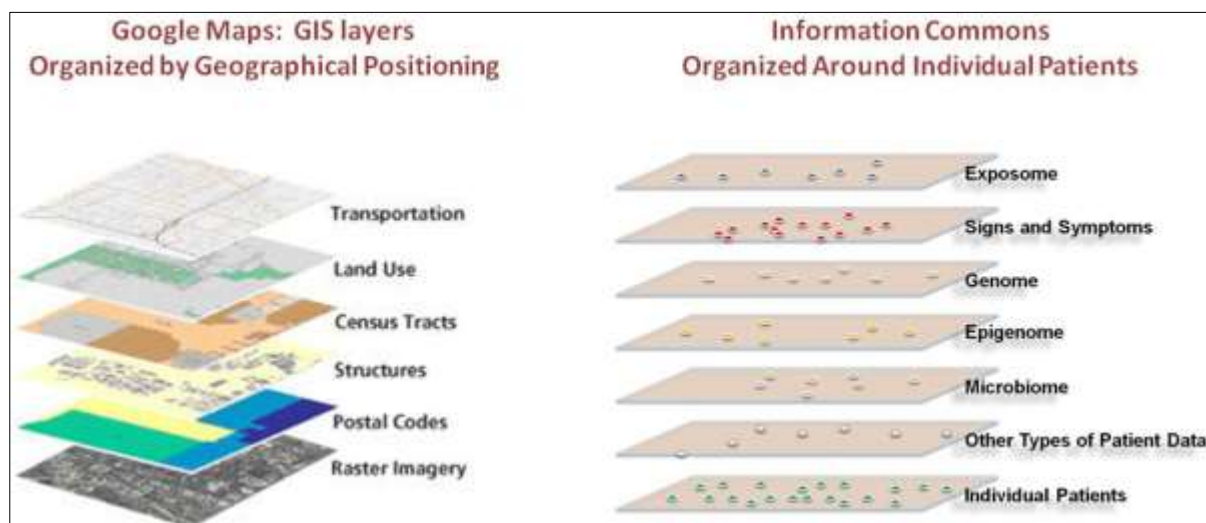 Google Maps: GIS layers
Organized by Geographical Positioning
Transportation
Land Use
Census Tracts
Structures
Postal Codes
Raster Imagery
Information Commons
Organized Around Individual Patients
Exposome
Signs and Symptoms
Genome
Epigenome
Microbiome
Other Types of Patient Data
Individual Patients